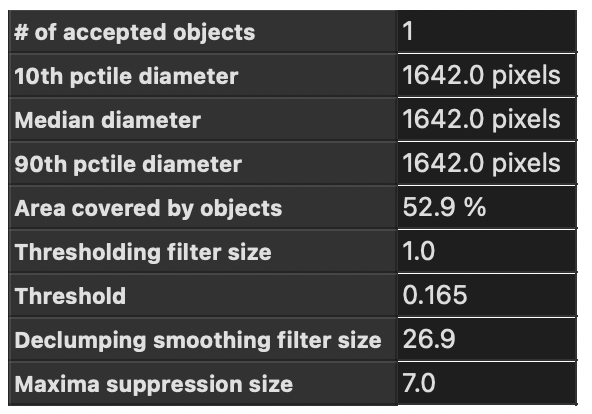 # of accepted objects 1
10th pctile diameter 1642.0 pixels
Median diameter 1642.0 pixels
90th pctile diameter 1642.0 pixels
Area covered by objects 52.9 %
Thresholding filter size 1.0
Threshold 0.165
Declumping smoothing filter size 26.9
Maxima suppression size 7.0